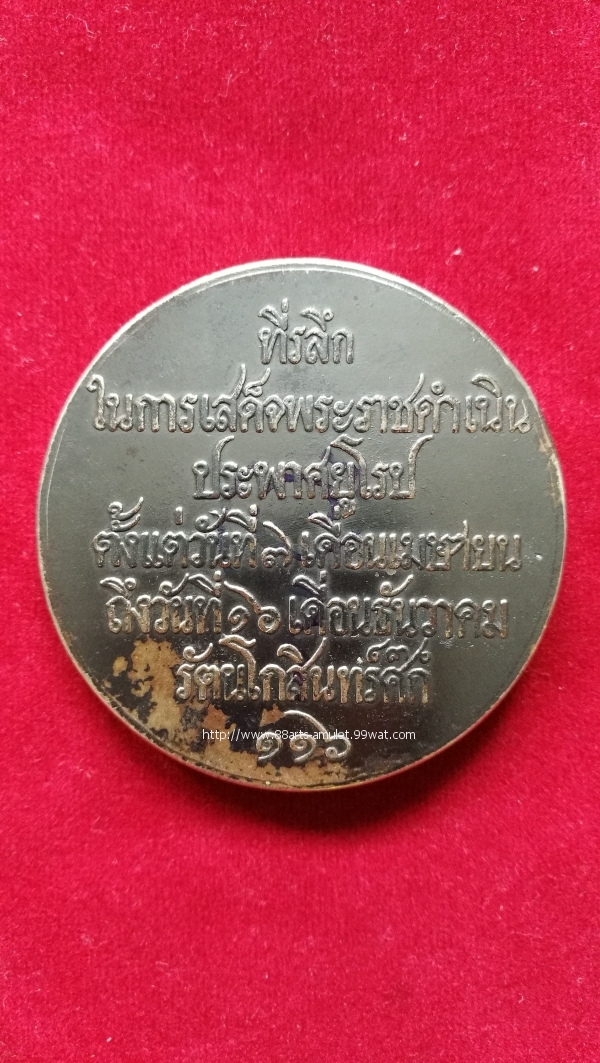 ที่รลึก
ในการเสด็จพระราชดำเนิน
ประพาศยุโรป
ตั้งแต่วันที่ ๗ เดือนเมษายน
ถึงวันที่ ๑๖ เดือนธันวาคม
รัตนโกสินทร์ศก๊
http://www.88arts-amulet.99wat.com
๑๑๖